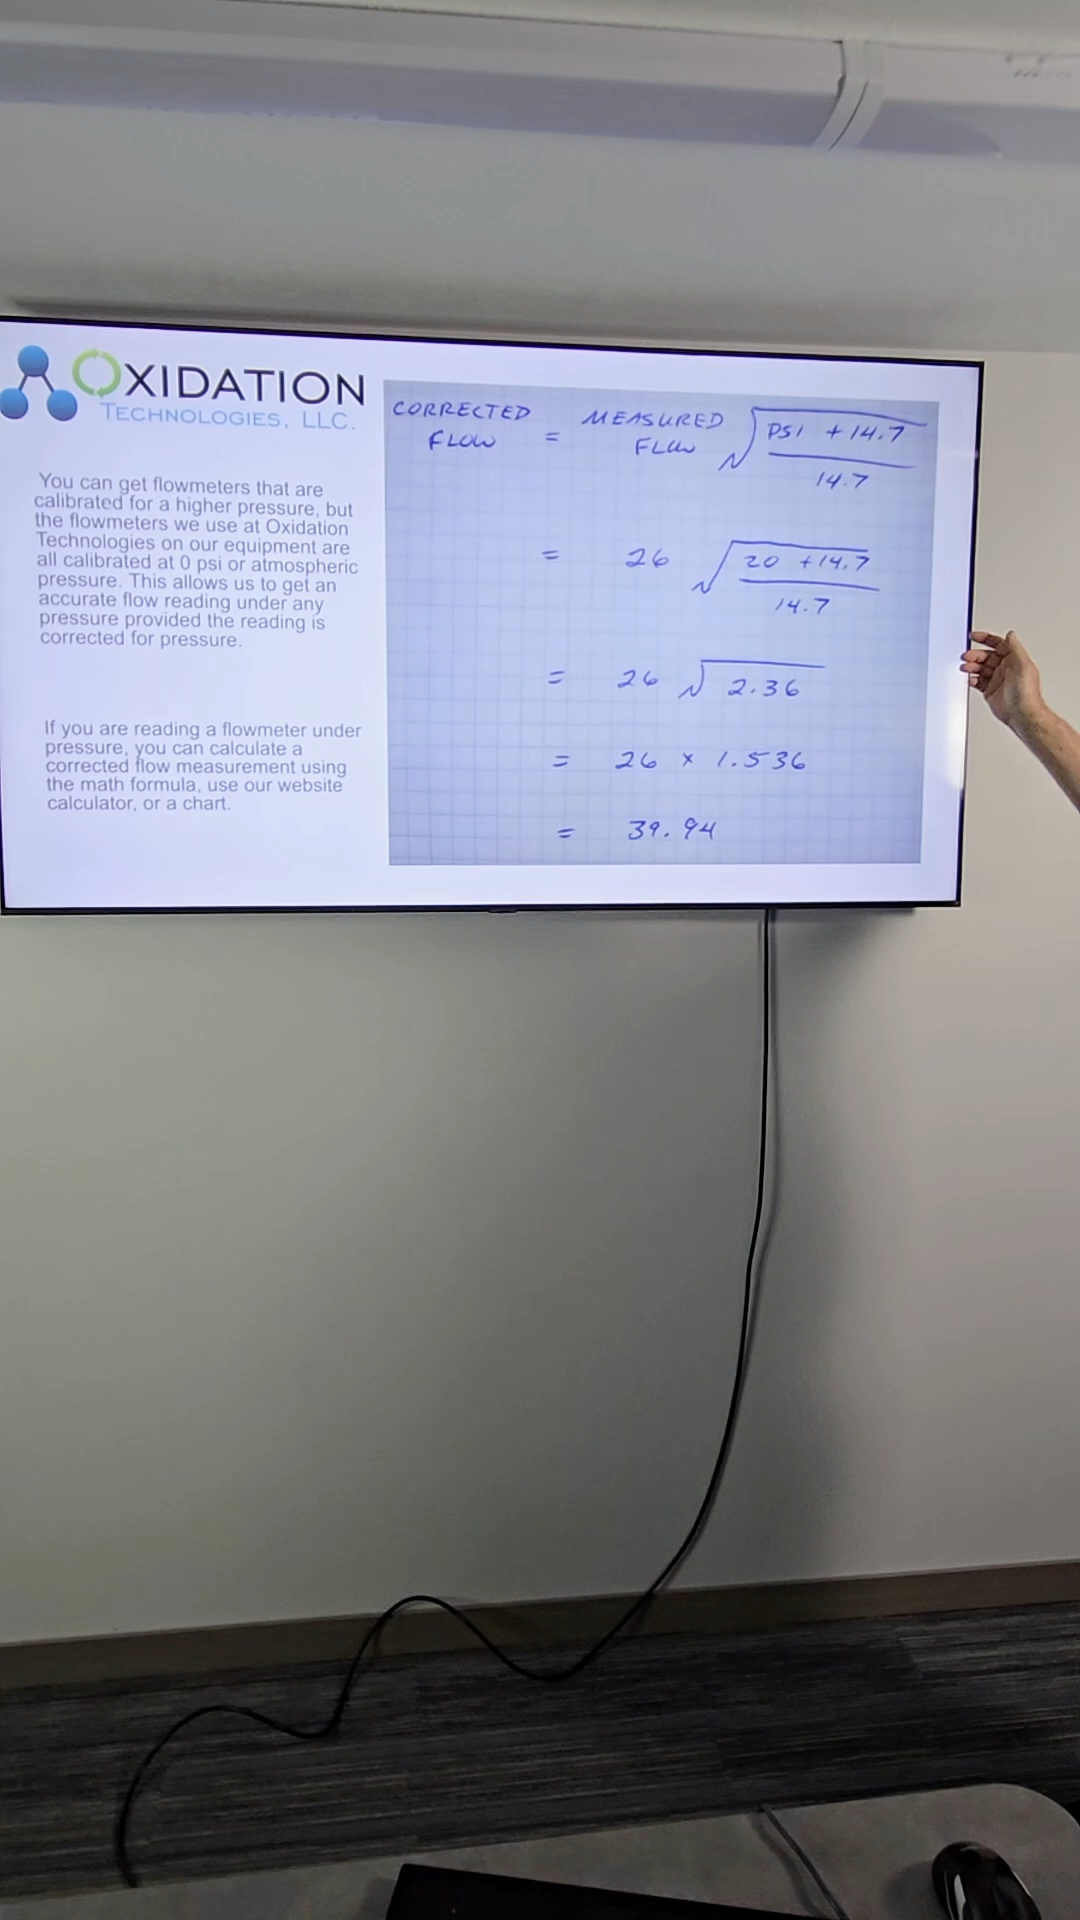 OXIDATION
TECHNOLOGIES, LLC.
You can get flowmeters that are
calibrated for a higher pressure, but
the flowmeters we use at Oxidation
Technologies on our equipment are
all calibrated at 0 psi or atmospheric
pressure. This allows us to get an
accurate flow reading under any
pressure provided the reading is
corrected for pressure.
If you are reading a flowmeter under
pressure, you can calculate a
corrected flow measurement using
the math formula, use our website
calculator, or a chart.
CORRECTED FLOW = MEASURED FLOW √ PSI + 14.7
14.7
= 26 √ 20 + 14.7
14.7
= 26 √ 2.36
= 26 × 1.536
= 39.94